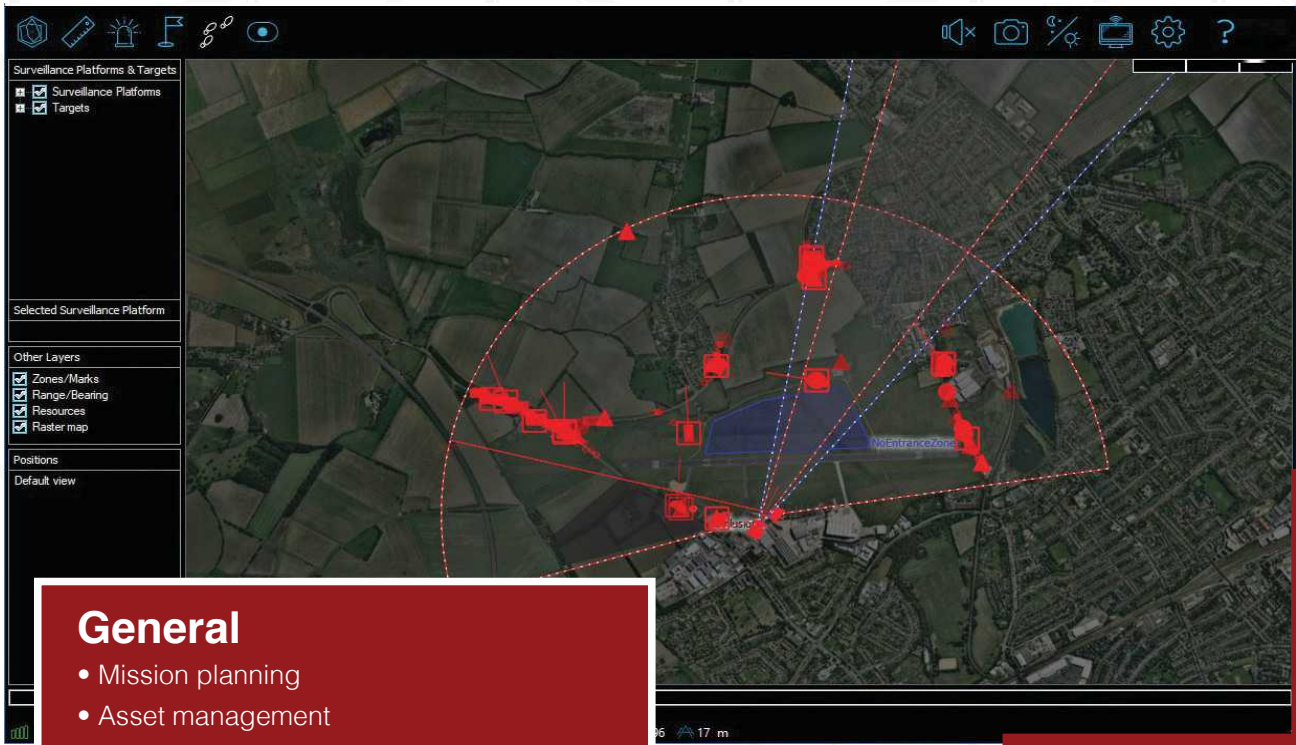 Surveillance Platforms & Targets
Surveillance Platforms
Targets
Selected Surveillance Platform
Other Layers
Zones/Marks
Range/Bearing
Resources
Raster map
Positions
Default view
NoEntranceZone
General
• Mission planning
• Asset management
17 m